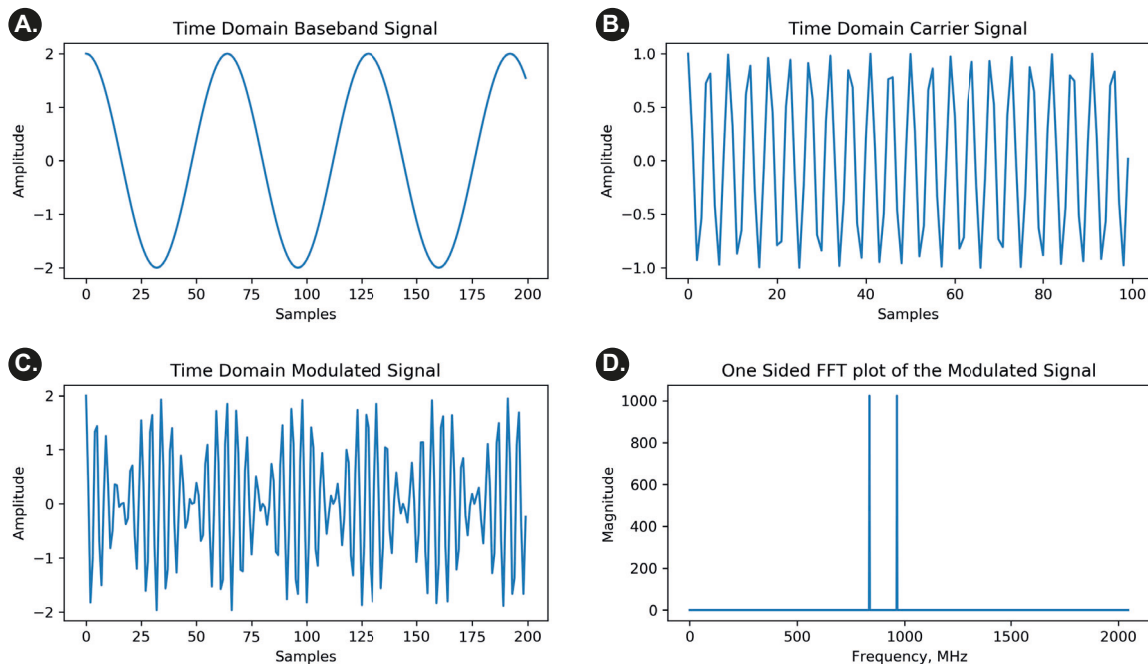 A.
Time Domain Baseband Signal
2
1
0
−1
−2
Amplitude
0 25 50 75 100 125 150 175 200
Samples
B.
Time Domain Carrier Signal
1.0
0.5
0.0
−0.5
−1.0
Amplitude
0 20 40 60 80 100
Samples
C.
Time Domain Modulated Signal
2
1
0
−1
−2
Amplitude
0 25 50 75 100 125 150 175 200
Samples
D.
One Sided FFT plot of the Modulated Signal
1000
800
600
400
200
0
Magnitude
0 500 1000 1500 2000
Frequency, MHz